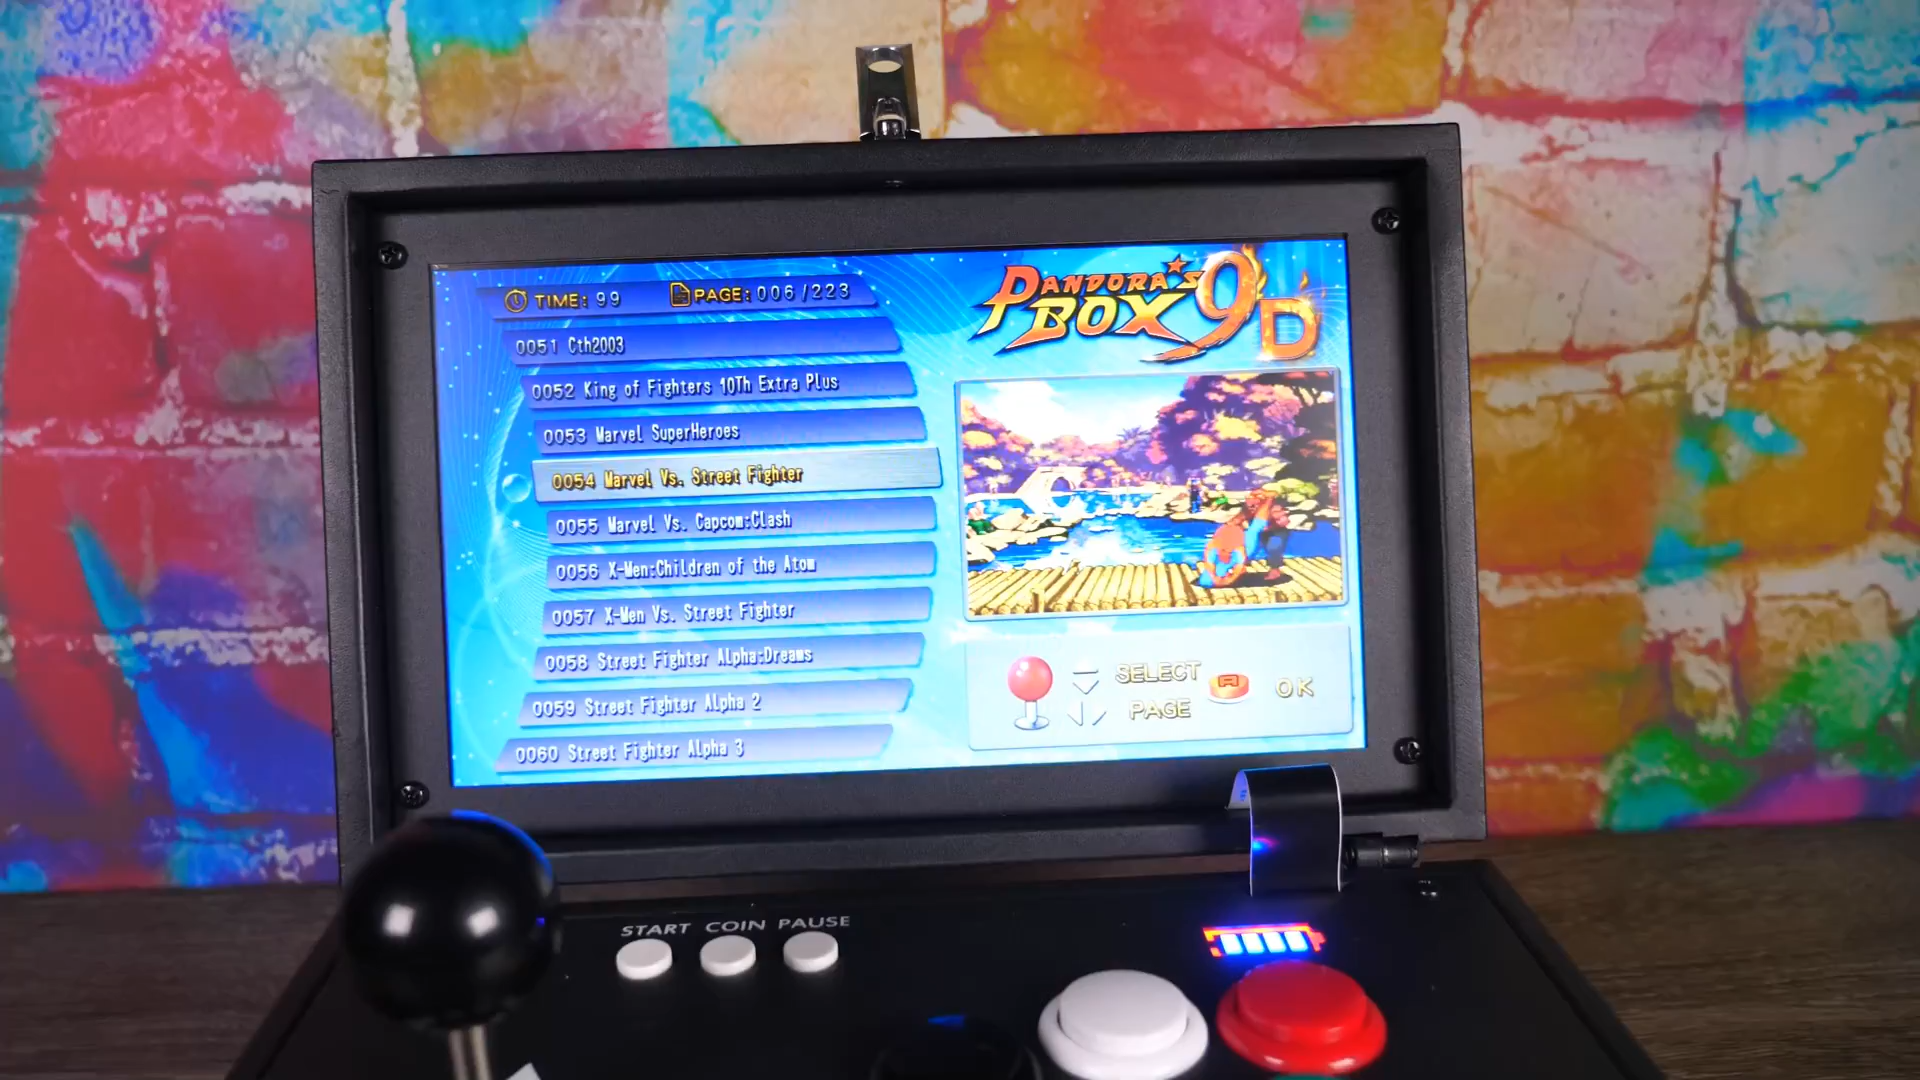 TIME: 99 PAGE: 006/223
0051 Cth2003
0052 King of Fighters 10Th Extra Plus
0053 Marvel SuperHeroes
0054 Marvel Vs. Street Fighter
0055 Marvel Vs. Capcom:Clash
0056 X-Men:Children of the Atom
0057 X-Men Vs. Street Fighter
0058 Street Fighter Alpha:Dreams
0059 Street Fighter Alpha 2
0060 Street Fighter Alpha 3
PANDORA'S
BOX 9D
SELECT
PAGE
A
OK
START COIN PAUSE